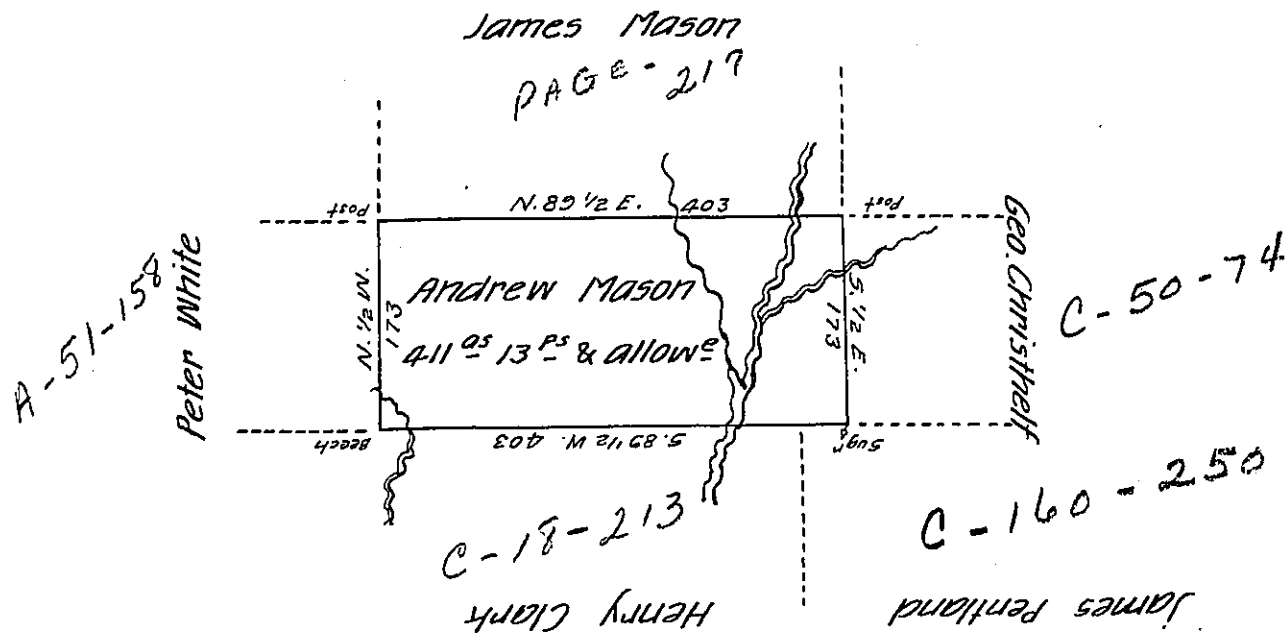 James Mason
PAGE - 217
Post
N. 89 1/2 E. 403
Post
A-51-158
Peter White
N. 1/2 W.
173
Andrew Mason
411 as 13 Ps & allowe
S. 1/2 E.
173
Geo. Christhelf
C-50-74
Beech
S. 89 1/2 W. 403
Sugr
C-18-213
Henry Clark
C-160-250
James Pentland